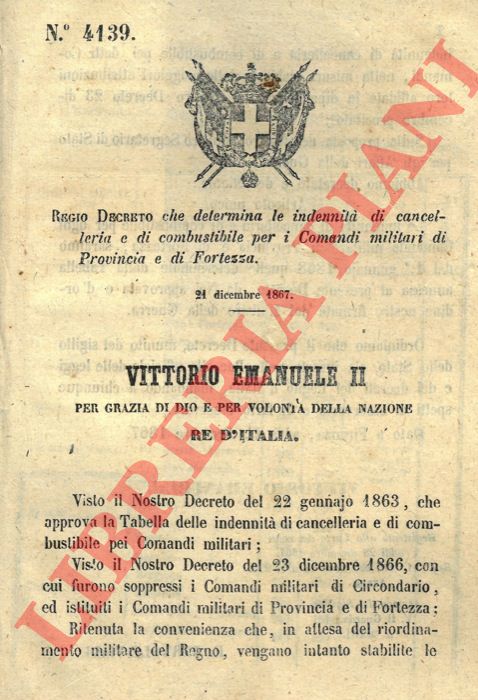 N.º 4139.
REGIO DECRETO che determina le indennità di cancel-
leria e di combustibile per i Comandi militari di
Provincia e di Fortezza.
21 dicembre 1867.
VITTORIO EMANUELE II
PER GRAZIA DI DIO E PER VOLONTÀ DELLA NAZIONE
RE D'ITALIA.
Visto il Nostro Decreto del 22 gennajo 1863, che
approva la Tabella delle indennità di cancelleria e di com-
bustibile pei Comandi militari;
Visto il Nostro Decreto del 23 dicembre 1866, con
cui furono soppressi i Comandi militari di Circondario,
ed istituiti i Comandi militari di Provincia e di Fortezza;
Ritenuta la convenienza che, in attesa del riordina-
mento militare del Regno, vengano intanto stabilite le
LIBRERIA PIANI